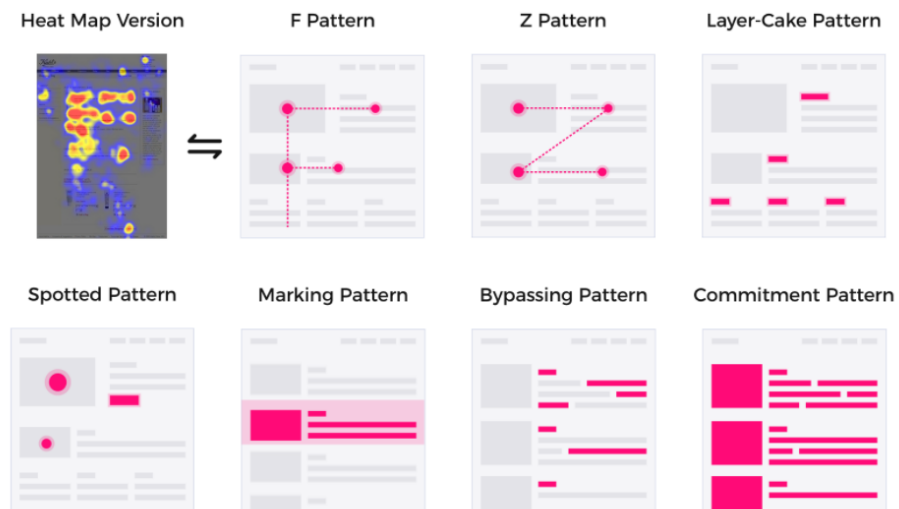 Heat Map Version
F Pattern
Z Pattern
Layer-Cake Pattern
Spotted Pattern
Marking Pattern
Bypassing Pattern
Commitment Pattern